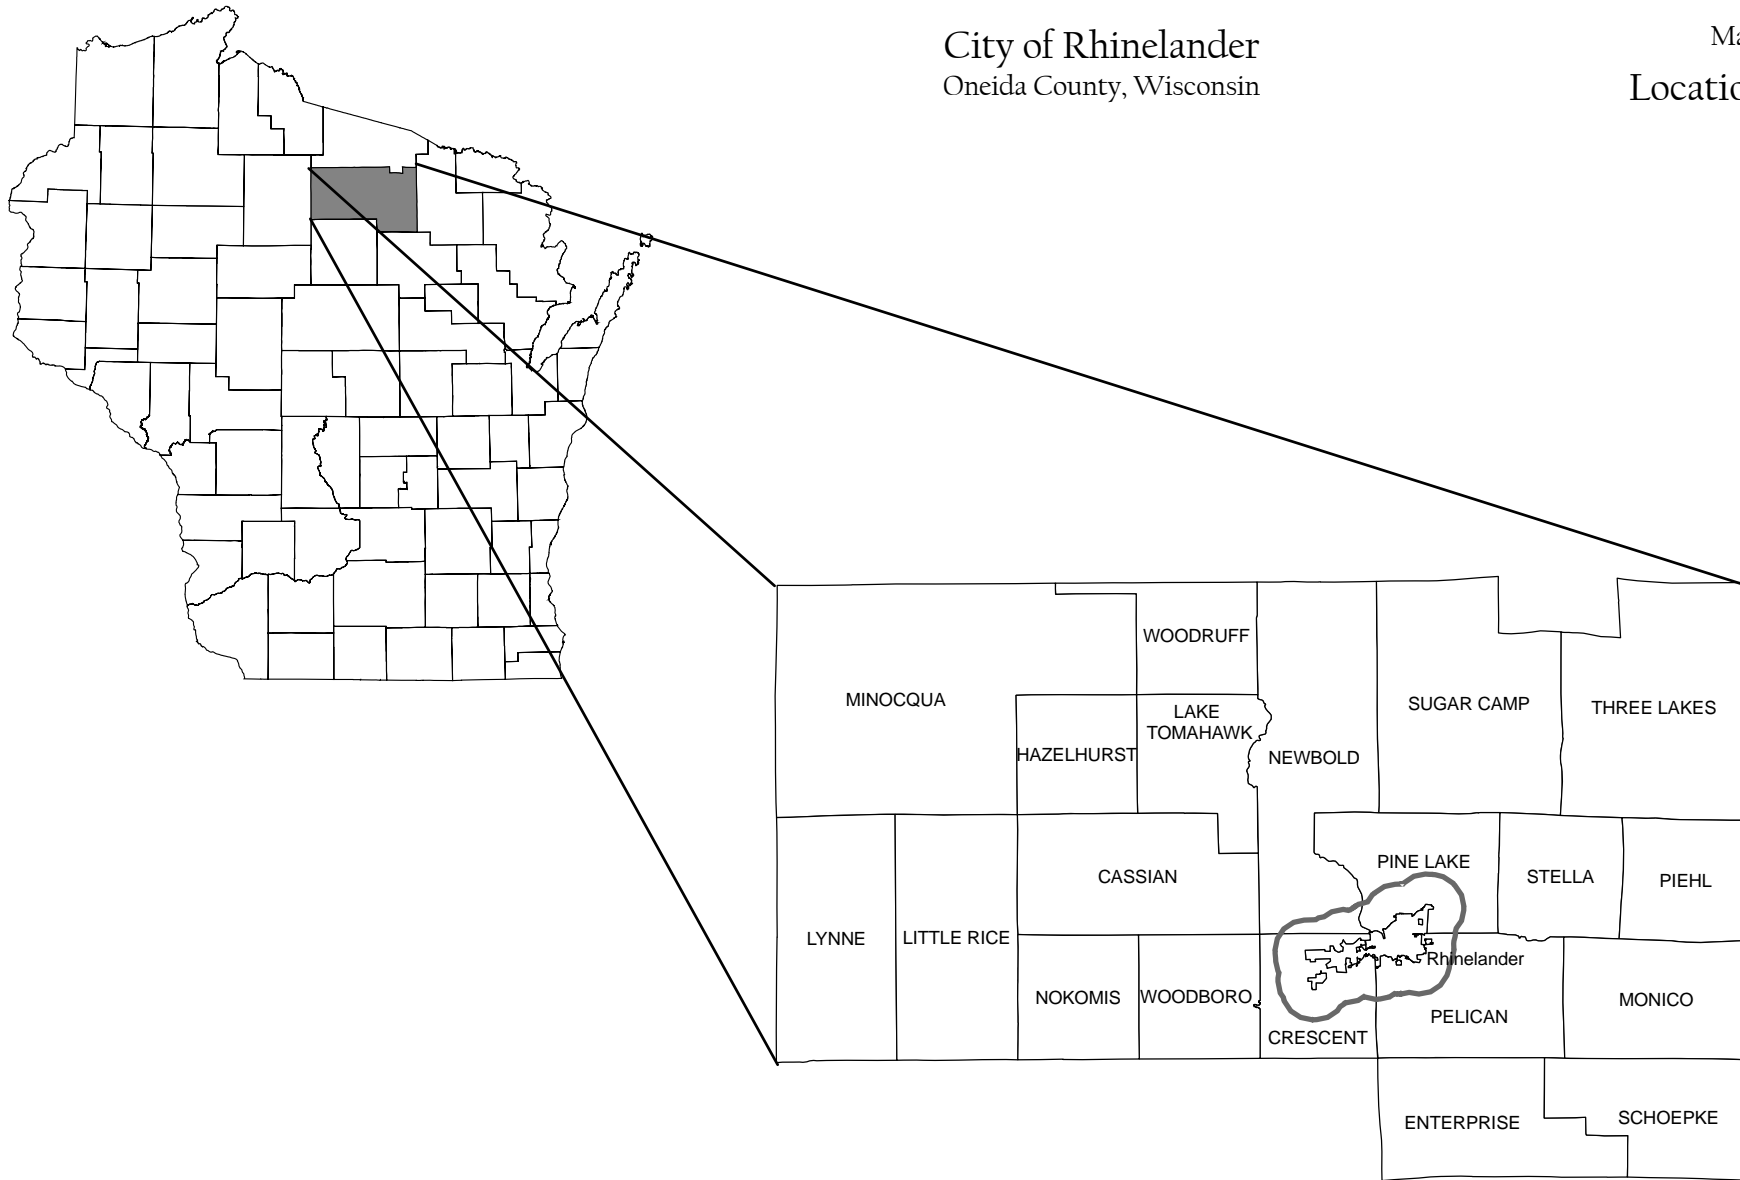 City of Rhinelander
Oneida County, Wisconsin
WOODRUFF
MINOCQUA
LAKE
TOMAHAWK
SUGAR CAMP
THREE LAKES
HAZELHURST
NEWBOLD
PINE LAKE
CASSIAN
STELLA
PIEHL
LYNNE
LITTLE RICE
Rhinelander
NOKOMIS
WOODBORO
MONICO
PELICAN
CRESCENT
ENTERPRISE
SCHOEPKE